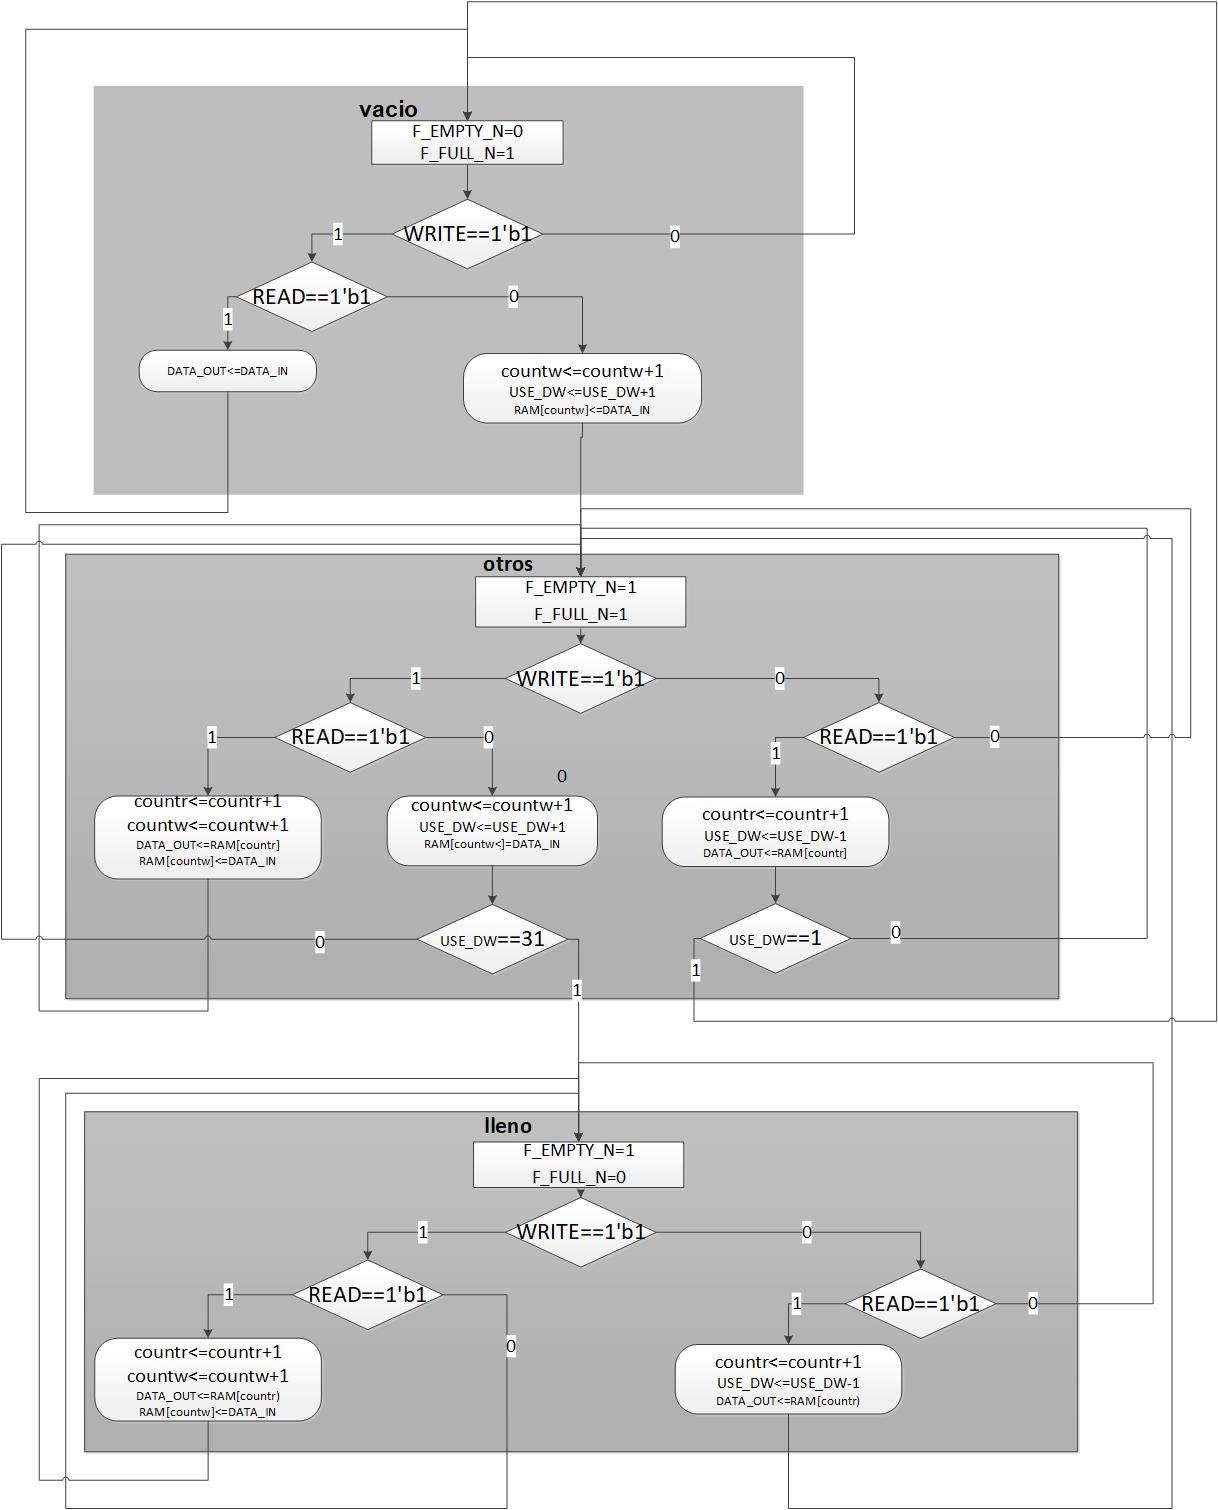 vacio
F_EMPTY_N=0
F_FULL_N=1
WRITE==1'b1
1
0
READ==1'b1
0
1
DATA_OUT<=DATA_IN
countw<=countw+1
USE_DW<=USE_DW+1
RAM[countw]<=DATA_IN
otros
F_EMPTY_N=1
F_FULL_N=1
WRITE==1'b1
1
0
READ==1'b1
1
0
READ==1'b1
0
1
0
countr<=countr+1
countw<=countw+1
DATA_OUT<=RAM[countr]
RAM[countw]<=DATA_IN
countw<=countw+1
USE_DW<=USE_DW+1
RAM[countw<]=DATA_IN
countr<=countr+1
USE_DW<=USE_DW-1
DATA_OUT<=RAM[countr]
USE_DW==31
0
1
USE_DW==1
0
1
lleno
F_EMPTY_N=1
F_FULL_N=0
WRITE==1'b1
1
0
READ==1'b1
1
0
READ==1'b1
1
0
countr<=countr+1
countw<=countw+1
DATA_OUT<=RAM[countr)
RAM[countw]<=DATA_IN
countr<=countr+1
USE_DW<=USE_DW-1
DATA_OUT<=RAM[countr)